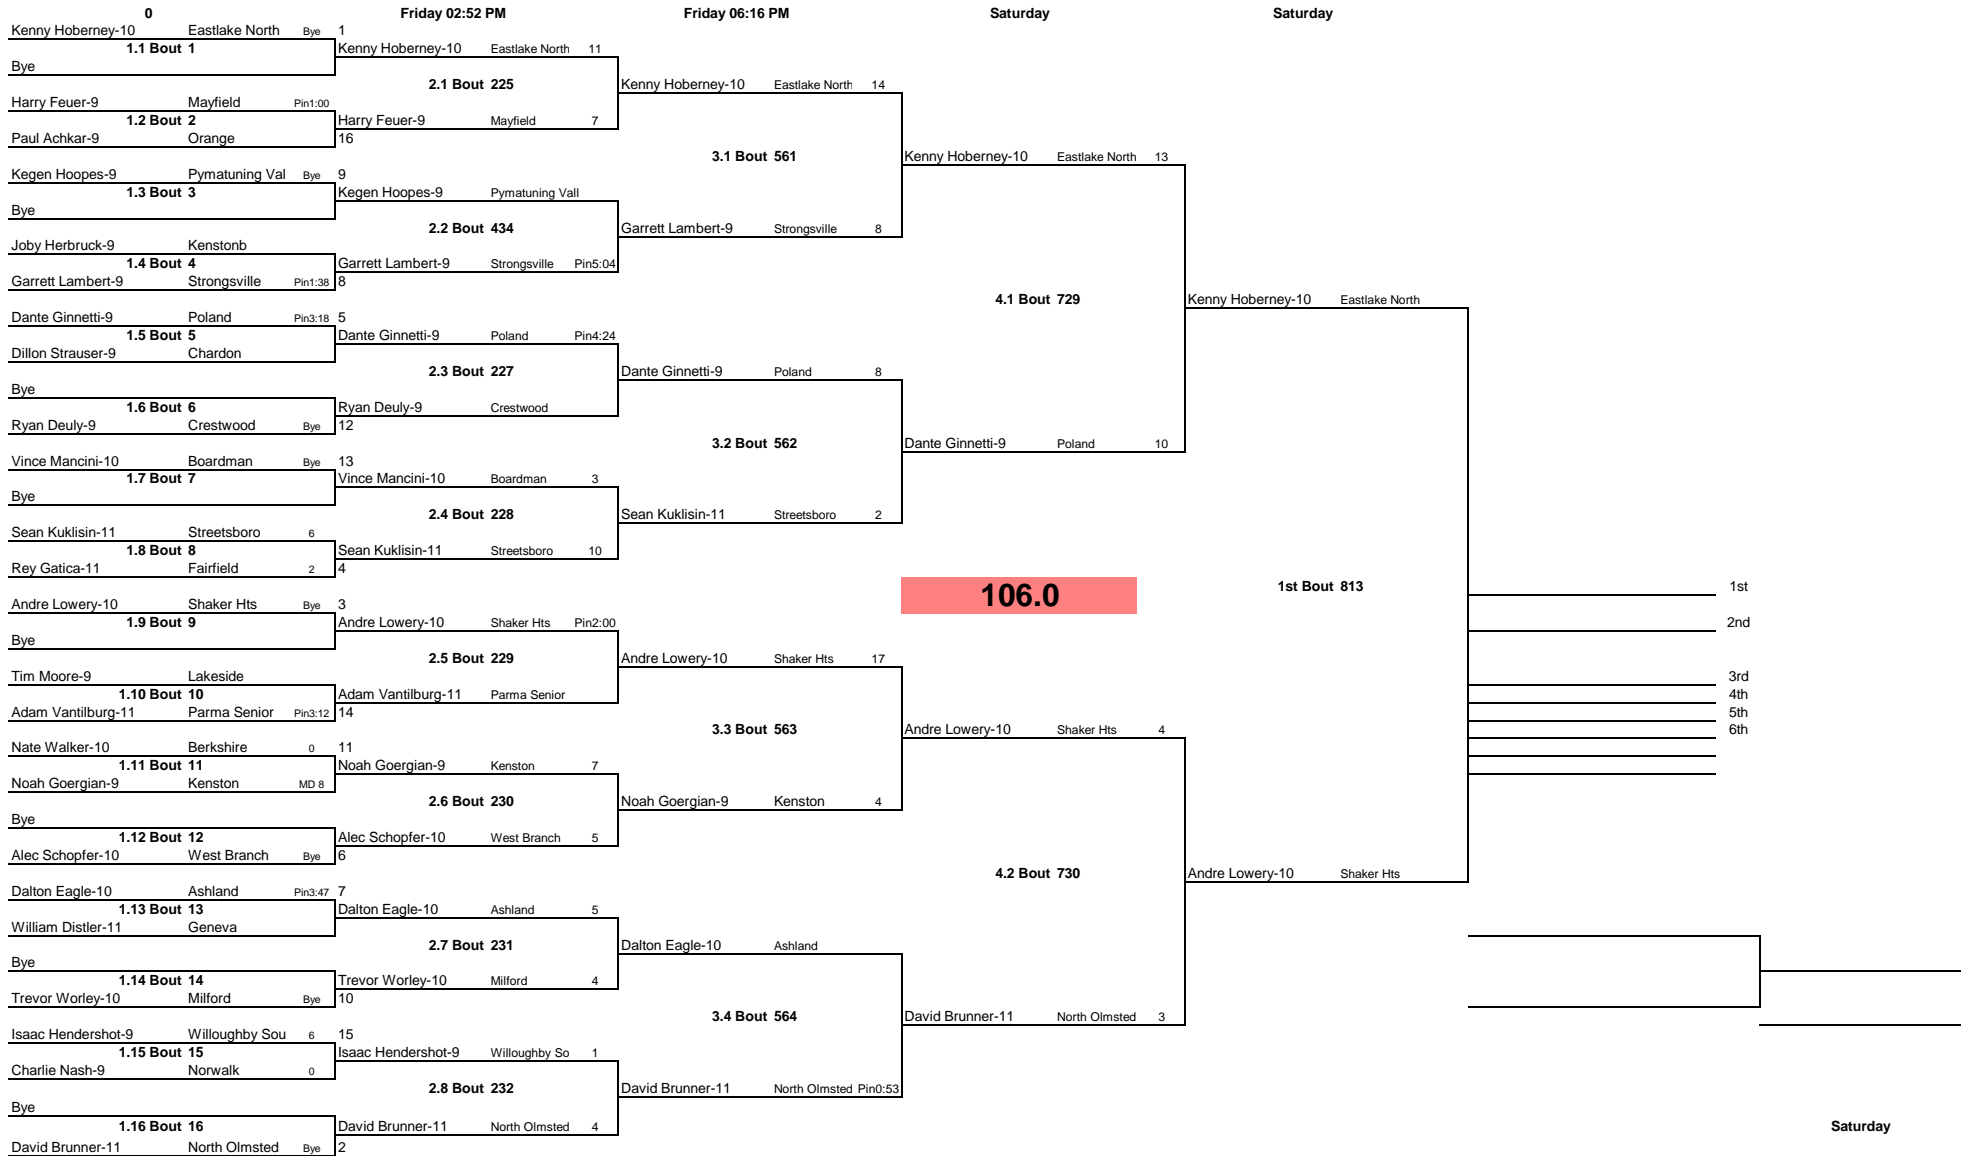 0 Friday 02:52 PM Friday 06:16 PM Saturday Saturday
Kenny Hoberney-10 Eastlake North Bye 1
1.1 Bout 1 Kenny Hoberney-10 Eastlake North 11
Bye
2.1 Bout 225 Kenny Hoberney-10 Eastlake North 14
Harry Feuer-9 Mayfield Pin1:00
1.2 Bout 2 Harry Feuer-9 Mayfield 7
Paul Achkar-9 Orange 16
3.1 Bout 561 Kenny Hoberney-10 Eastlake North 13
Kegen Hoopes-9 Pymatuning Val Bye 9
1.3 Bout 3 Kegen Hoopes-9 Pymatuning Vall
Bye
2.2 Bout 434 Garrett Lambert-9 Strongsville 8
Joby Herbruck-9 Kenstonb
1.4 Bout 4 Garrett Lambert-9 Strongsville Pin5:04
Garrett Lambert-9 Strongsville Pin1:38 8
4.1 Bout 729 Kenny Hoberney-10 Eastlake North
Dante Ginnetti-9 Poland Pin3:18 5
1.5 Bout 5 Dante Ginnetti-9 Poland Pin4:24
Dillon Strauser-9 Chardon
2.3 Bout 227 Dante Ginnetti-9 Poland 8
Bye
1.6 Bout 6 Ryan Deuly-9 Crestwood
Ryan Deuly-9 Crestwood Bye 12
3.2 Bout 562 Dante Ginnetti-9 Poland 10
Vince Mancini-10 Boardman Bye 13
1.7 Bout 7 Vince Mancini-10 Boardman 3
Bye
2.4 Bout 228 Sean Kuklisin-11 Streetsboro 2
Sean Kuklisin-11 Streetsboro 6
1.8 Bout 8 Sean Kuklisin-11 Streetsboro 10
Rey Gatica-11 Fairfield 2 4
106.0 1st Bout 813 1st
Andre Lowery-10 Shaker Hts Bye 3
1.9 Bout 9 Andre Lowery-10 Shaker Hts Pin2:00 2nd
Bye
2.5 Bout 229 Andre Lowery-10 Shaker Hts 17
Tim Moore-9 Lakeside 3rd
1.10 Bout 10 Adam Vantilburg-11 Parma Senior 4th
Adam Vantilburg-11 Parma Senior Pin3:12 14 5th
3.3 Bout 563 Andre Lowery-10 Shaker Hts 4 6th
Nate Walker-10 Berkshire 0 11
1.11 Bout 11 Noah Goergian-9 Kenston 7
Noah Goergian-9 Kenston MD 8
2.6 Bout 230 Noah Goergian-9 Kenston 4
Bye
1.12 Bout 12 Alec Schopfer-10 West Branch 5
Alec Schopfer-10 West Branch Bye 6
4.2 Bout 730 Andre Lowery-10 Shaker Hts
Dalton Eagle-10 Ashland Pin3:47 7
1.13 Bout 13 Dalton Eagle-10 Ashland 5
William Distler-11 Geneva
2.7 Bout 231 Dalton Eagle-10 Ashland
Bye
1.14 Bout 14 Trevor Worley-10 Milford 4
Trevor Worley-10 Milford Bye 10
3.4 Bout 564 David Brunner-11 North Olmsted 3
Isaac Hendershot-9 Willoughby Sou 6 15
1.15 Bout 15 Isaac Hendershot-9 Willoughby So 1
Charlie Nash-9 Norwalk 0
2.8 Bout 232 David Brunner-11 North Olmsted Pin0:53
Bye
1.16 Bout 16 David Brunner-11 North Olmsted 4 Saturday
David Brunner-11 North Olmsted Bye 2